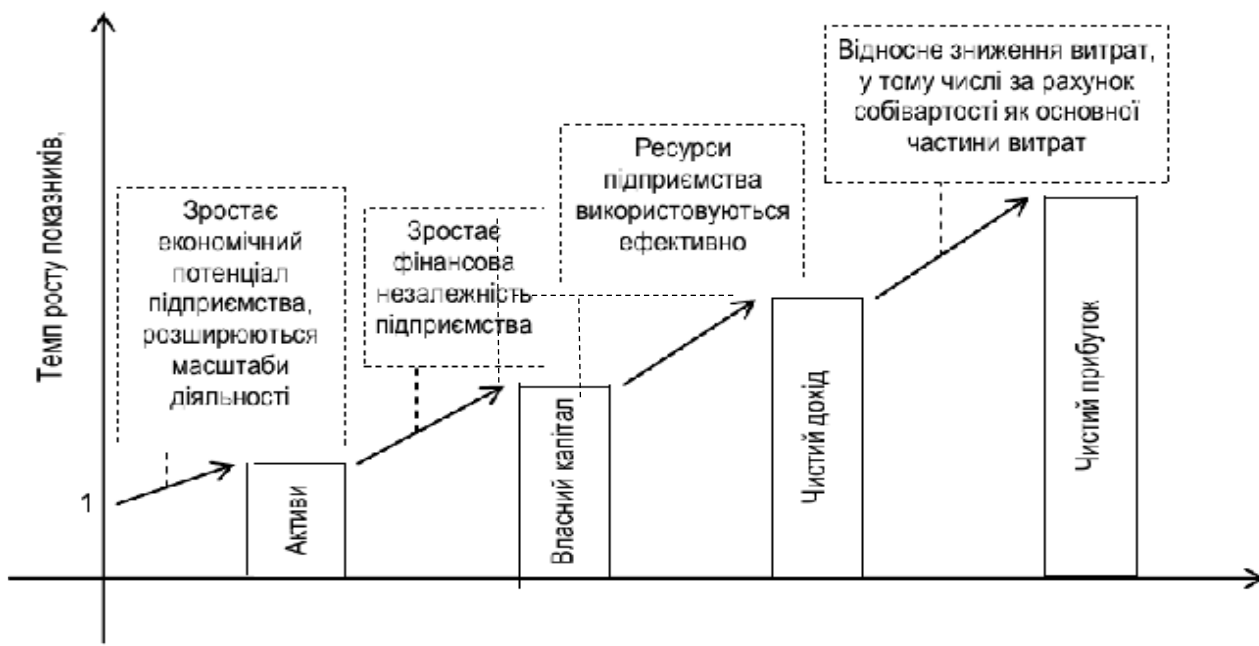 Темп росту показників,
1
Зростає
економічний
потенціал
підприємства,
розширюються
масштаби
діяльності
Активи
Зростає
фінансова
незалежність
підприємства
Власний капітал
Ресурси
підприємства
використовуються
ефективно
Чистий дохід
Відносне зниження витрат,
у тому числі за рахунок
собівартості як основної
частини витрат
Чистий прибуток